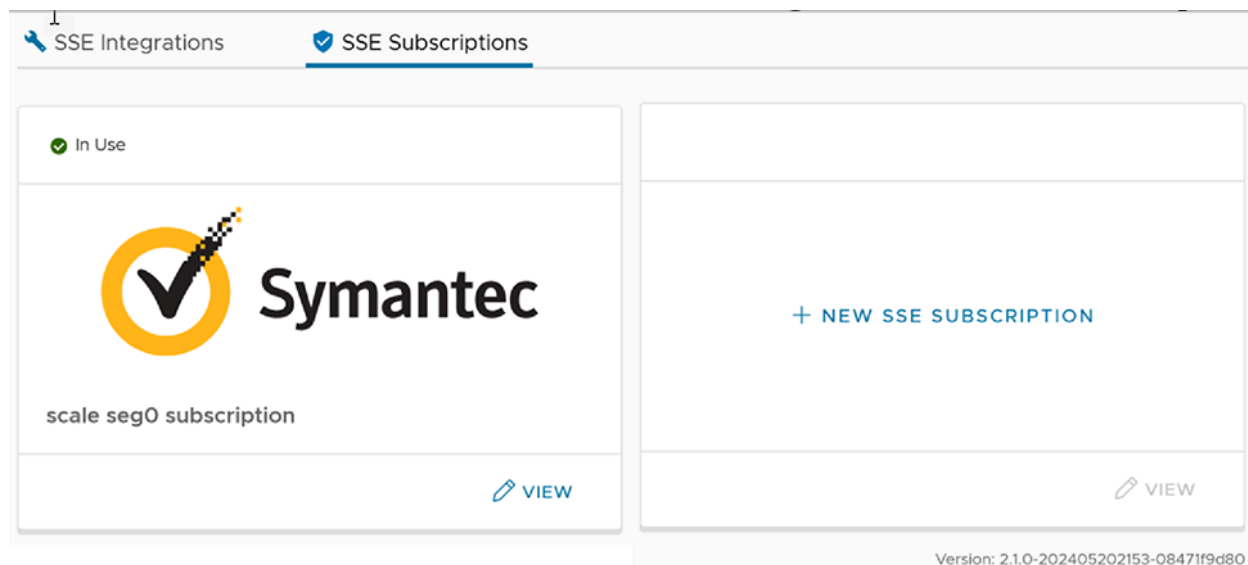 SSE Integrations
SSE Subscriptions
In Use
Symantec
scale seg0 subscription
VIEW
+ NEW SSE SUBSCRIPTION
VIEW
Version: 2.1.0-202405202153-08471f9d80